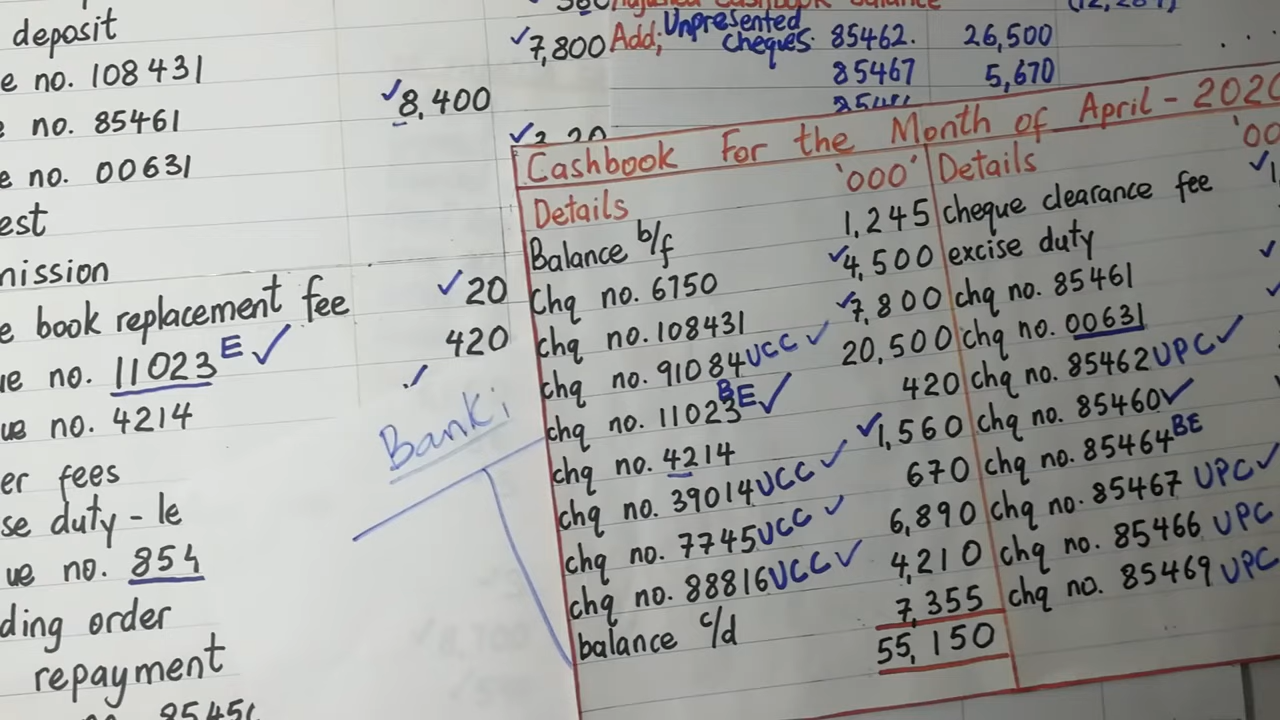 deposit
e no. 108431
no. 85461
e no. 00631
est
mission
e book replacement fee
ue no. 11023 E ✓
ue no. 4214
er fees
se duty - le
ue no. 854
ding order
repayment
✓8,400
✓20
420
✓
✓7,800
Bank
Add; Unpresented cheques: 85462. 26,500
85467 5,670
Cashbook For the Month of April - 2020
Details '000' Details
Balance b/f 1,245 cheque clearance fee
chq no. 6750 ✓4,500 excise duty
chq no. 108431 ✓7,800 chq no. 85461
chq no. 91084 UCC ✓ 20,500 chq no. 00631
chq no. 11023 BE ✓ 420 chq no. 85462 UPC ✓
chq no. 4214 ✓1,560 chq no. 85460 ✓
chq no. 39014 UCC ✓ 670 chq no. 85464 BE
chq no. 7745 UCC ✓ 6,890 chq no. 85467 UPC ✓
chq no. 88816 UCC ✓ 4,210 chq no. 85466 UPC
balance c/d 7,355 chq no. 85469 UPC
55,150